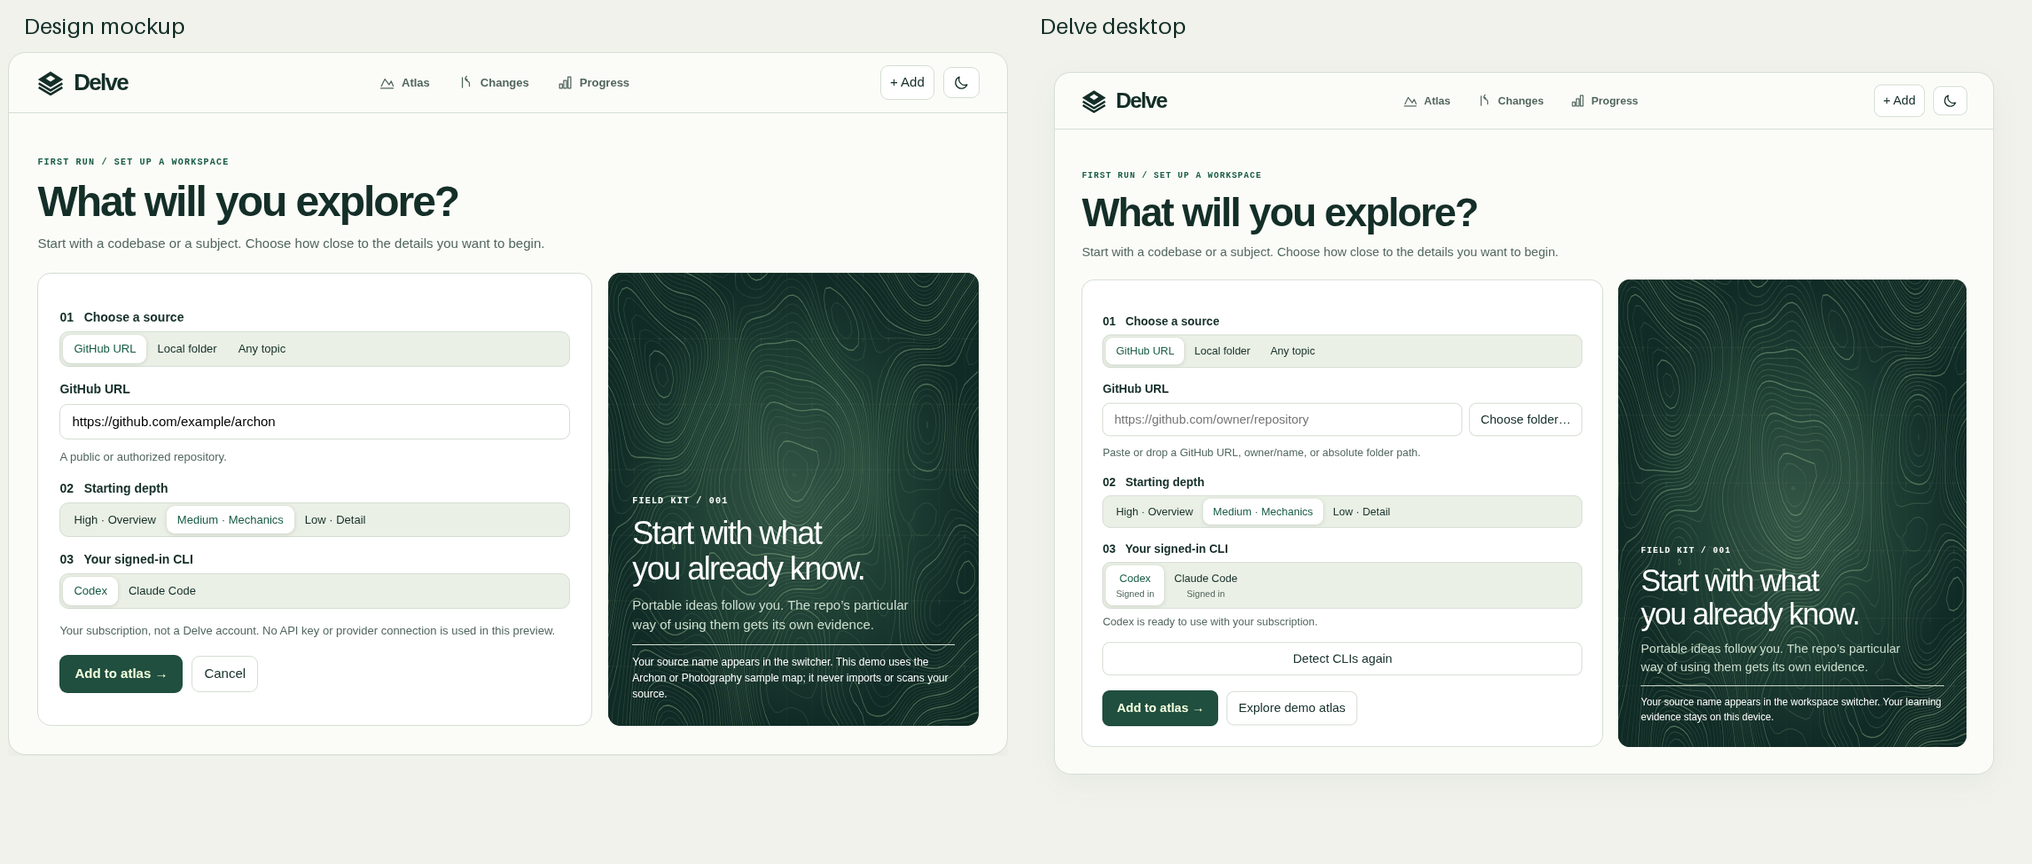 Design mockup
Delve
Atlas
Changes
Progress
+ Add
FIRST RUN / SET UP A WORKSPACE
What will you explore?
Start with a codebase or a subject. Choose how close to the details you want to begin.
01 Choose a source
GitHub URL Local folder Any topic
GitHub URL
https://github.com/example/archon
A public or authorized repository.
02 Starting depth
High · Overview Medium · Mechanics Low · Detail
03 Your signed-in CLI
Codex Claude Code
Your subscription, not a Delve account. No API key or provider connection is used in this preview.
Add to atlas → Cancel
FIELD KIT / 001
Start with what
you already know.
Portable ideas follow you. The repo’s particular
way of using them gets its own evidence.
Your source name appears in the switcher. This demo uses the
Archon or Photography sample map; it never imports or scans your
source.
Delve desktop
Delve
Atlas
Changes
Progress
+ Add
FIRST RUN / SET UP A WORKSPACE
What will you explore?
Start with a codebase or a subject. Choose how close to the details you want to begin.
01 Choose a source
GitHub URL Local folder Any topic
GitHub URL
https://github.com/owner/repository Choose folder…
Paste or drop a GitHub URL, owner/name, or absolute folder path.
02 Starting depth
High · Overview Medium · Mechanics Low · Detail
03 Your signed-in CLI
Codex Claude Code
Signed in Signed in
Codex is ready to use with your subscription.
Detect CLIs again
Add to atlas → Explore demo atlas
FIELD KIT / 001
Start with what
you already know.
Portable ideas follow you. The repo’s particular
way of using them gets its own evidence.
Your source name appears in the workspace switcher. Your learning
evidence stays on this device.